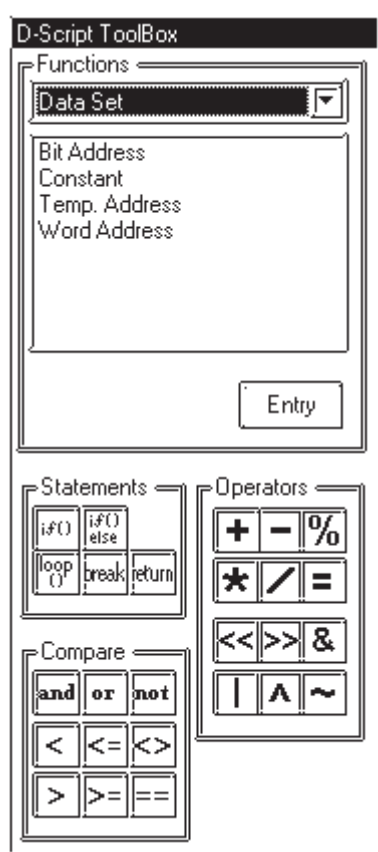 D-Script ToolBox
Functions
Data Set
Bit Address
Constant
Temp. Address
Word Address
Entry
Statements
if()
if()
else
loop
()
break
return
Operators
+ - %
* / =
<< >> &
| ^ ~
Compare
and or not
< <= <>
> >= ==